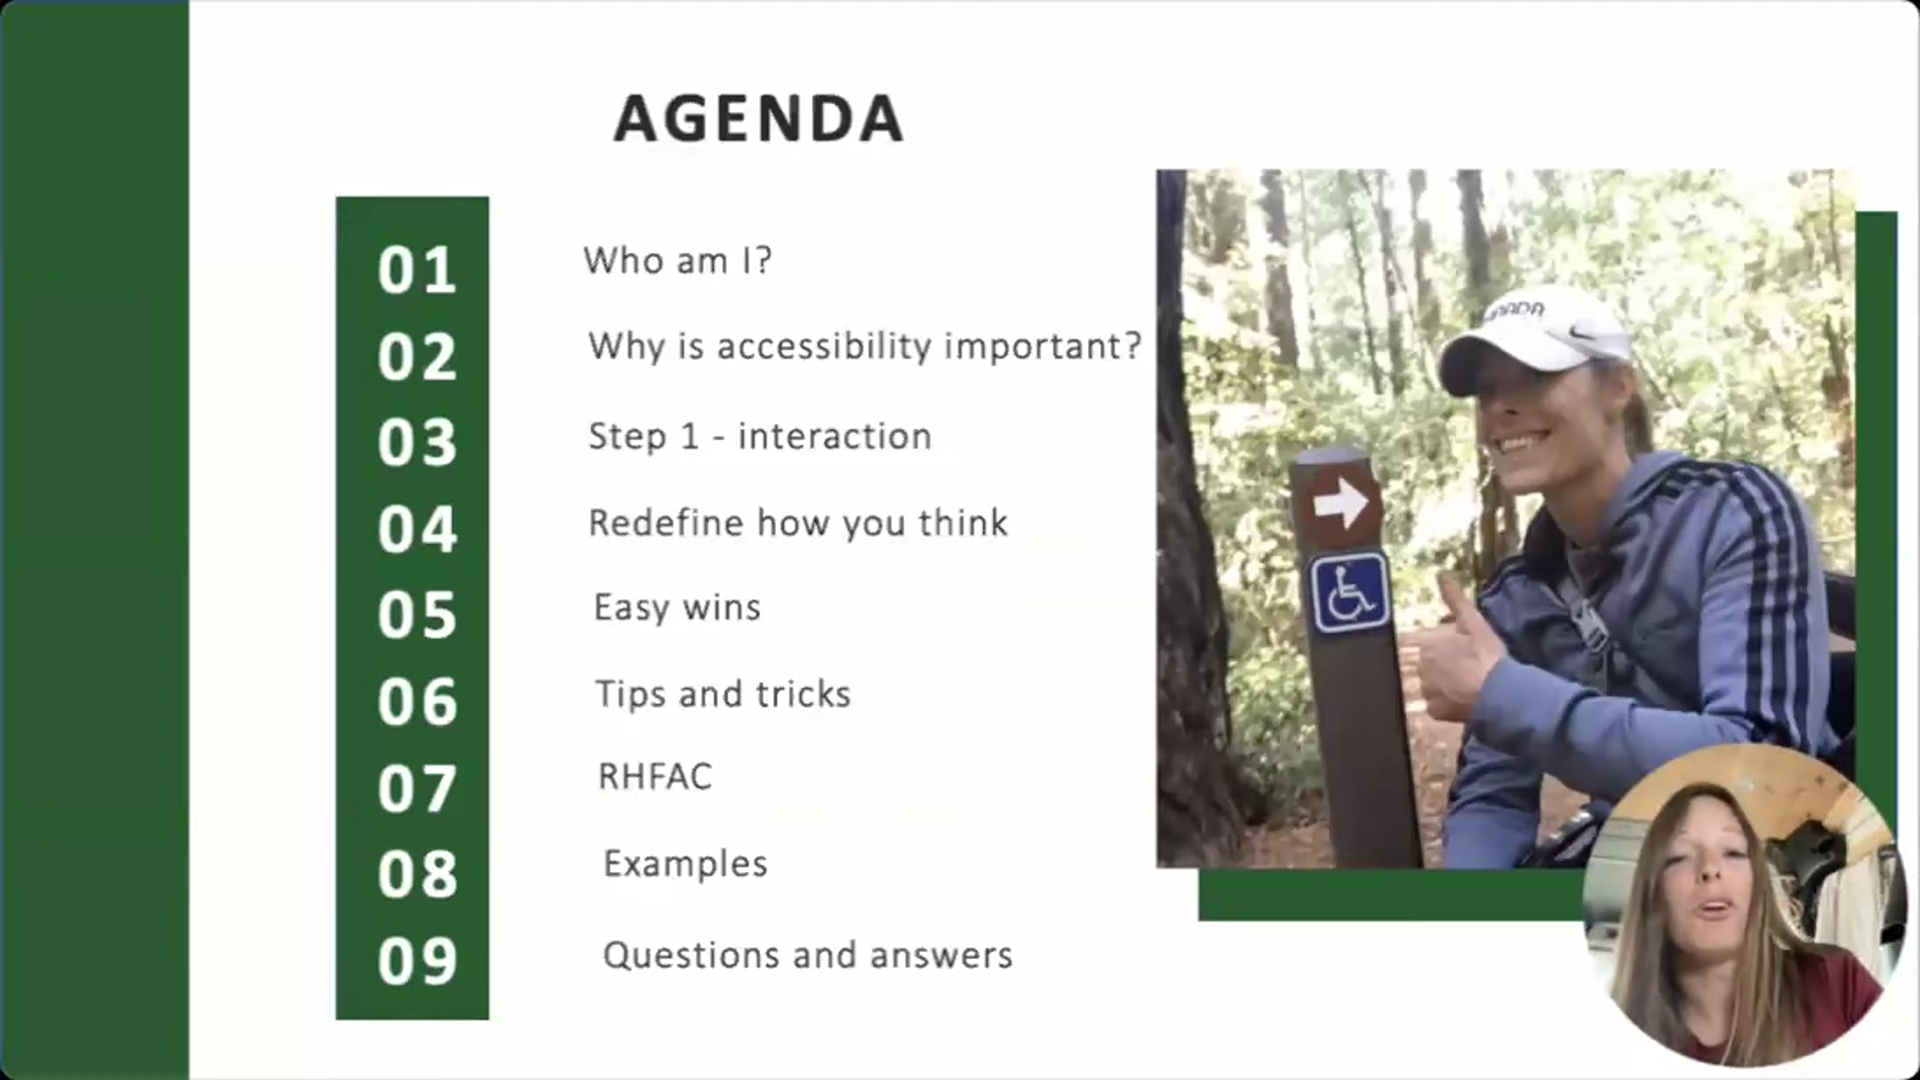 AGENDA
01 Who am I?
02 Why is accessibility important?
03 Step 1 - interaction
04 Redefine how you think
05 Easy wins
06 Tips and tricks
07 RHFAC
08 Examples
09 Questions and answers